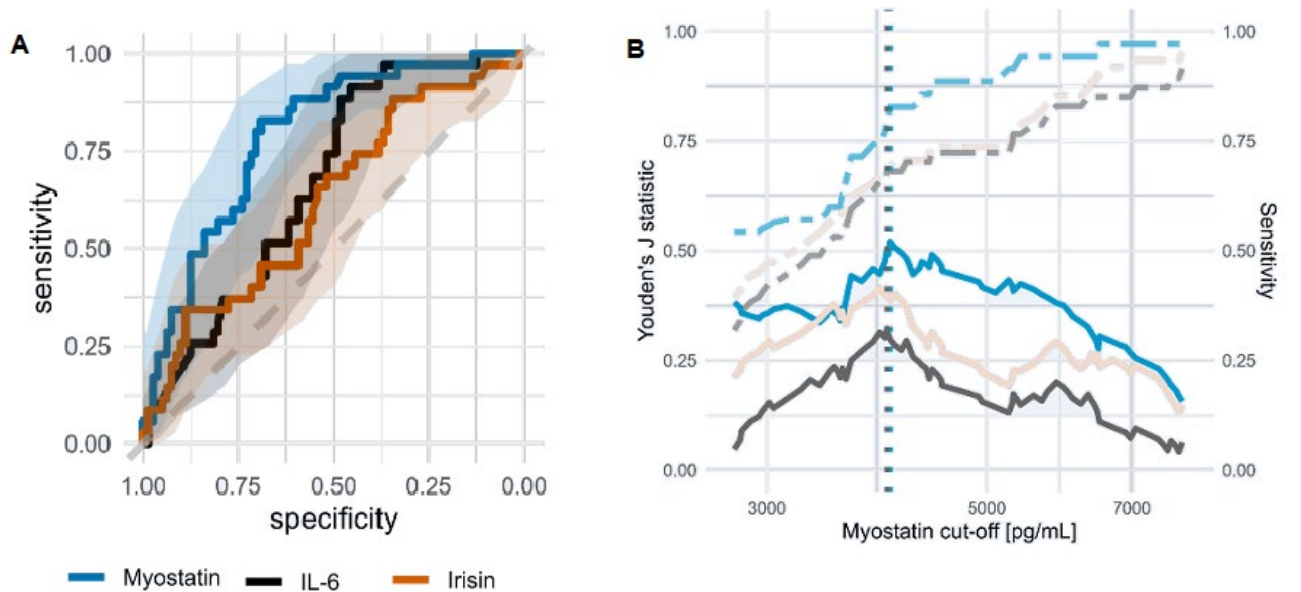 A
1.00
0.75
0.50
0.25
0.00
sensitivity
1.00 0.75 0.50 0.25 0.00
specificity
Myostatin IL-6 Irisin
B
1.00
0.75
0.50
0.25
0.00
Youden's J statistic
1.00
0.75
0.50
0.25
0.00
Sensitivity
3000 5000 7000
Myostatin cut-off [pg/mL]